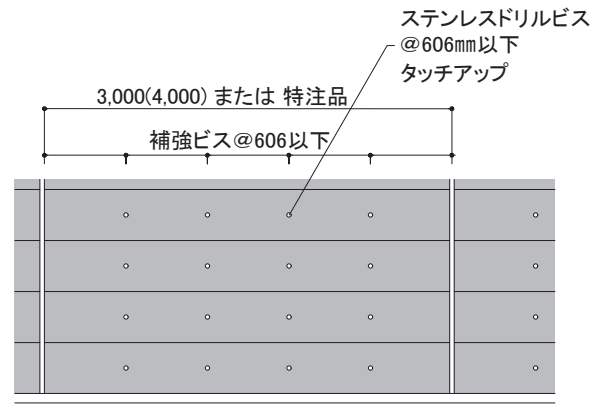 ステンレスドリルビス
@606㎜以下
タッチアップ
3,000(4,000) または 特注品
補強ビス@606以下